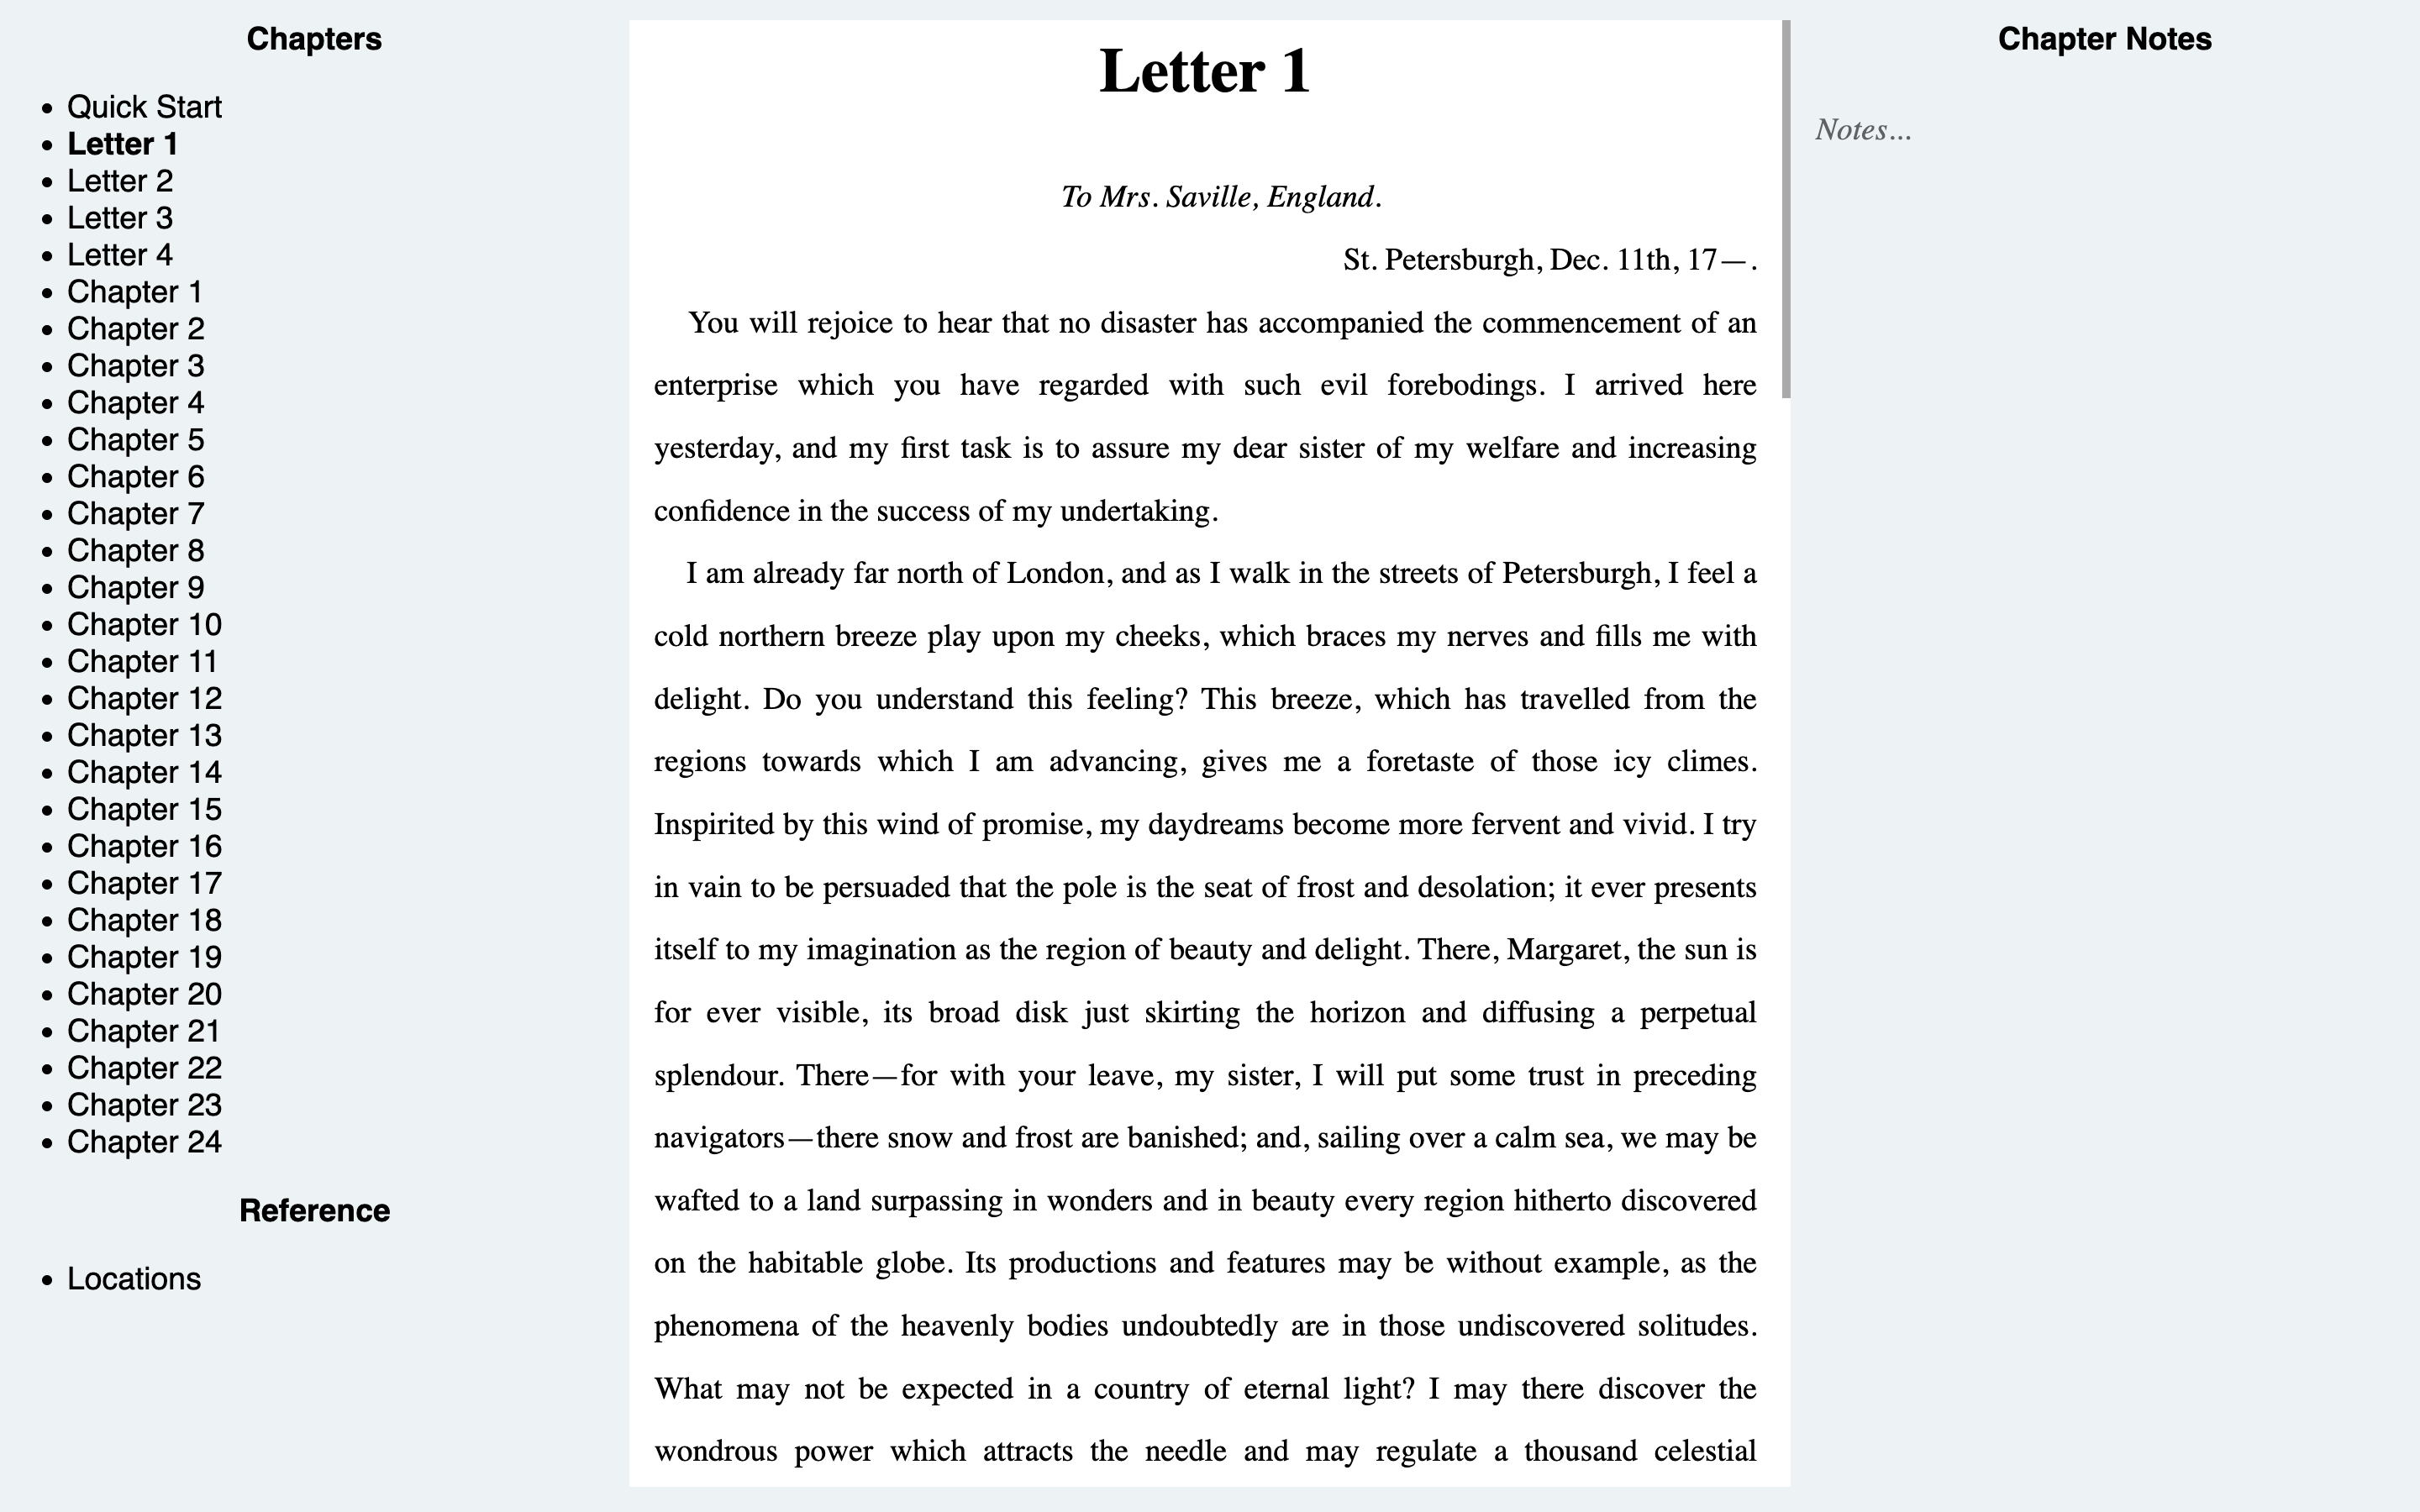 Chapters
Quick Start
Letter 1
Letter 2
Letter 3
Letter 4
Chapter 1
Chapter 2
Chapter 3
Chapter 4
Chapter 5
Chapter 6
Chapter 7
Chapter 8
Chapter 9
Chapter 10
Chapter 11
Chapter 12
Chapter 13
Chapter 14
Chapter 15
Chapter 16
Chapter 17
Chapter 18
Chapter 19
Chapter 20
Chapter 21
Chapter 22
Chapter 23
Chapter 24
Reference
Locations
Letter 1
To Mrs. Saville, England.
St. Petersburgh, Dec. 11th, 17—.
You will rejoice to hear that no disaster has accompanied the commencement of an
enterprise which you have regarded with such evil forebodings. I arrived here
yesterday, and my first task is to assure my dear sister of my welfare and increasing
confidence in the success of my undertaking.
I am already far north of London, and as I walk in the streets of Petersburgh, I feel a
cold northern breeze play upon my cheeks, which braces my nerves and fills me with
delight. Do you understand this feeling? This breeze, which has travelled from the
regions towards which I am advancing, gives me a foretaste of those icy climes.
Inspirited by this wind of promise, my daydreams become more fervent and vivid. I try
in vain to be persuaded that the pole is the seat of frost and desolation; it ever presents
itself to my imagination as the region of beauty and delight. There, Margaret, the sun is
for ever visible, its broad disk just skirting the horizon and diffusing a perpetual
splendour. There—for with your leave, my sister, I will put some trust in preceding
navigators—there snow and frost are banished; and, sailing over a calm sea, we may be
wafted to a land surpassing in wonders and in beauty every region hitherto discovered
on the habitable globe. Its productions and features may be without example, as the
phenomena of the heavenly bodies undoubtedly are in those undiscovered solitudes.
What may not be expected in a country of eternal light? I may there discover the
wondrous power which attracts the needle and may regulate a thousand celestial
Chapter Notes
Notes...